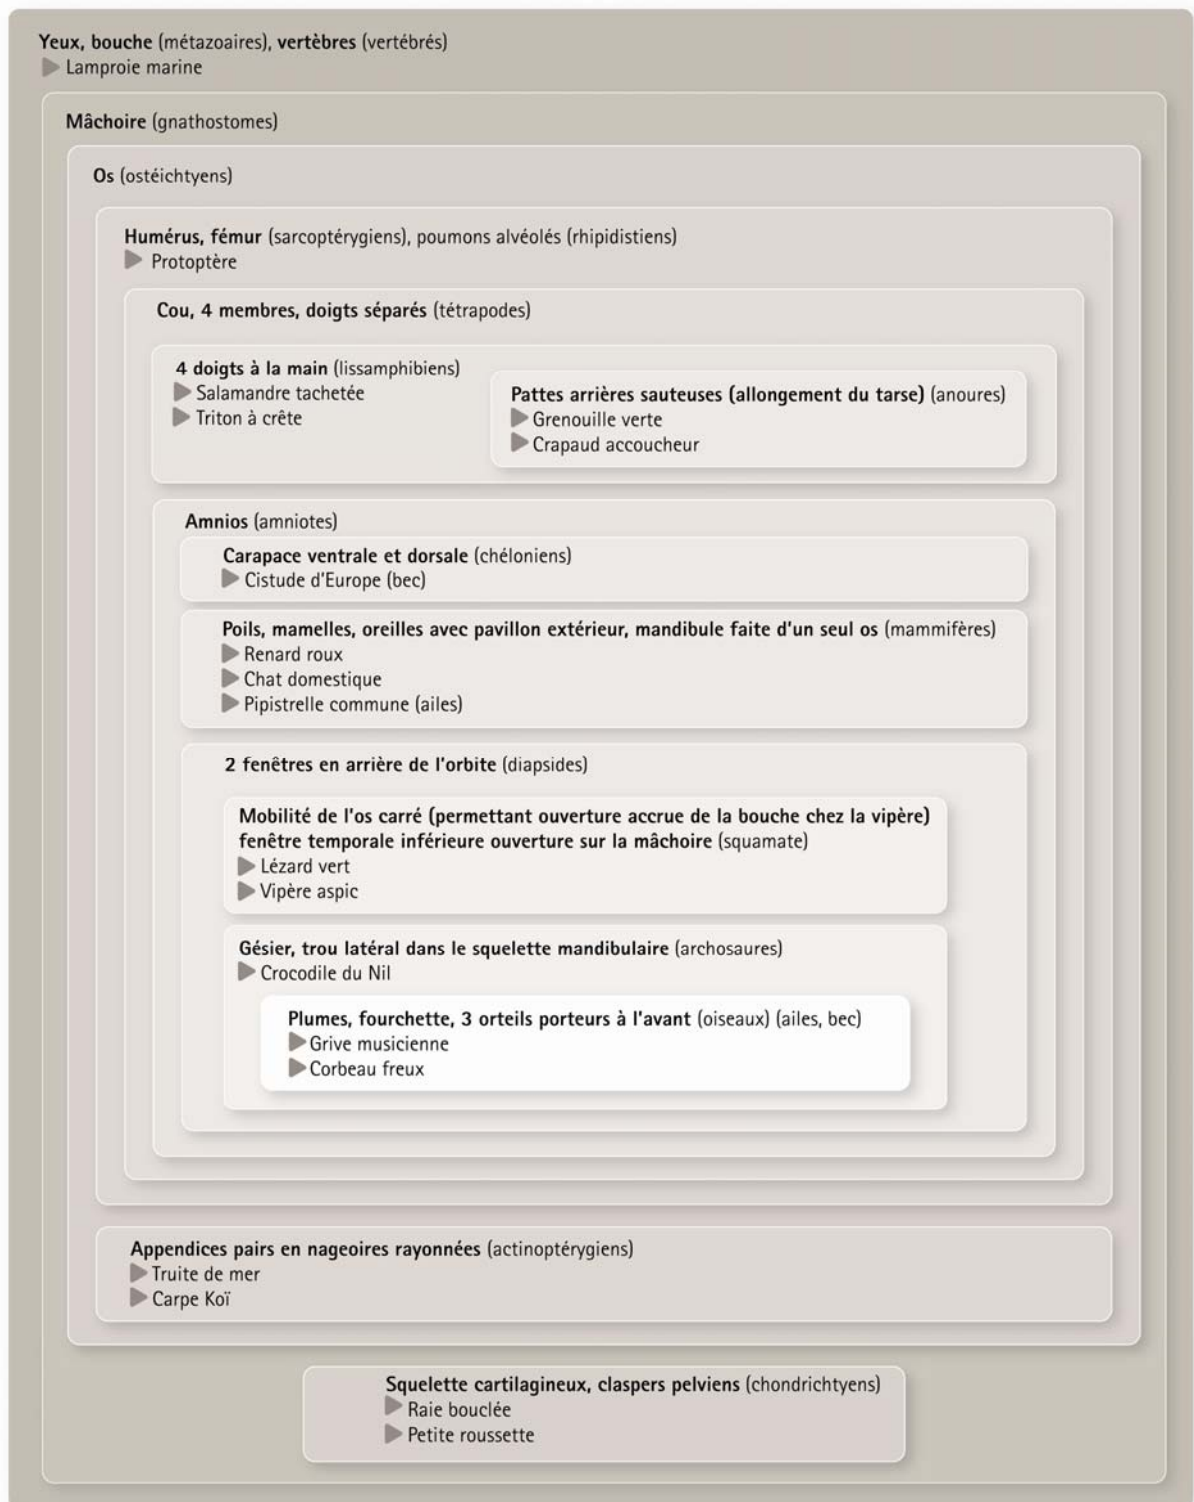 Yeux, bouche (métazoaires), vertèbres (vertébrés)
Lamproie marine
Mâchoire (gnathostomes)
Os (ostéichtyens)
Humérus, fémur (sarcoptérygiens), poumons alvéolés (rhipidistiens)
Protoptère
Cou, 4 membres, doigts séparés (tétrapodes)
4 doigts à la main (lissamphibiens)
Salamandre tachetée
Triton à crête
Pattes arrières sauteuses (allongement du tarse) (anoures)
Grenouille verte
Crapaud accoucheur
Amnios (amniotes)
Carapace ventrale et dorsale (chéloniens)
Cistude d'Europe (bec)
Poils, mamelles, oreilles avec pavillon extérieur, mandibule faite d'un seul os (mammifères)
Renard roux
Chat domestique
Pipistrelle commune (ailes)
2 fenêtres en arrière de l'orbite (diapsides)
Mobilité de l'os carré (permettant ouverture accrue de la bouche chez la vipère)
fenêtre temporale inférieure ouverture sur la mâchoire (squamate)
Lézard vert
Vipère aspic
Gésier, trou latéral dans le squelette mandibulaire (archosaures)
Crocodile du Nil
Plumes, fourchette, 3 orteils porteurs à l'avant (oiseaux) (ailes, bec)
Grive musicienne
Corbeau freux
Appendices pairs en nageoires rayonnées (actinoptérygiens)
Truite de mer
Carpe Koï
Squelette cartilagineux, claspers pelviens (chondrichtyens)
Raie bouclée
Petite roussette